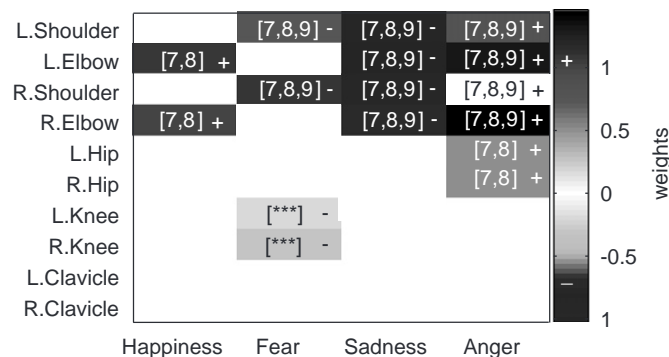 L.Shoulder [7,8,9] - [7,8,9] - [7,8,9] +
L.Elbow [7,8] + [7,8,9] - [7,8,9] +
R.Shoulder [7,8,9] - [7,8,9] - [7,8,9] +
R.Elbow [7,8] + [7,8,9] - [7,8,9] +
L.Hip [7,8] +
R.Hip [7,8] +
L.Knee [***] -
R.Knee [***] -
L.Clavicle
R.Clavicle
Happiness Fear Sadness Anger
+ 1
0.5
0
-0.5
– 1
weights